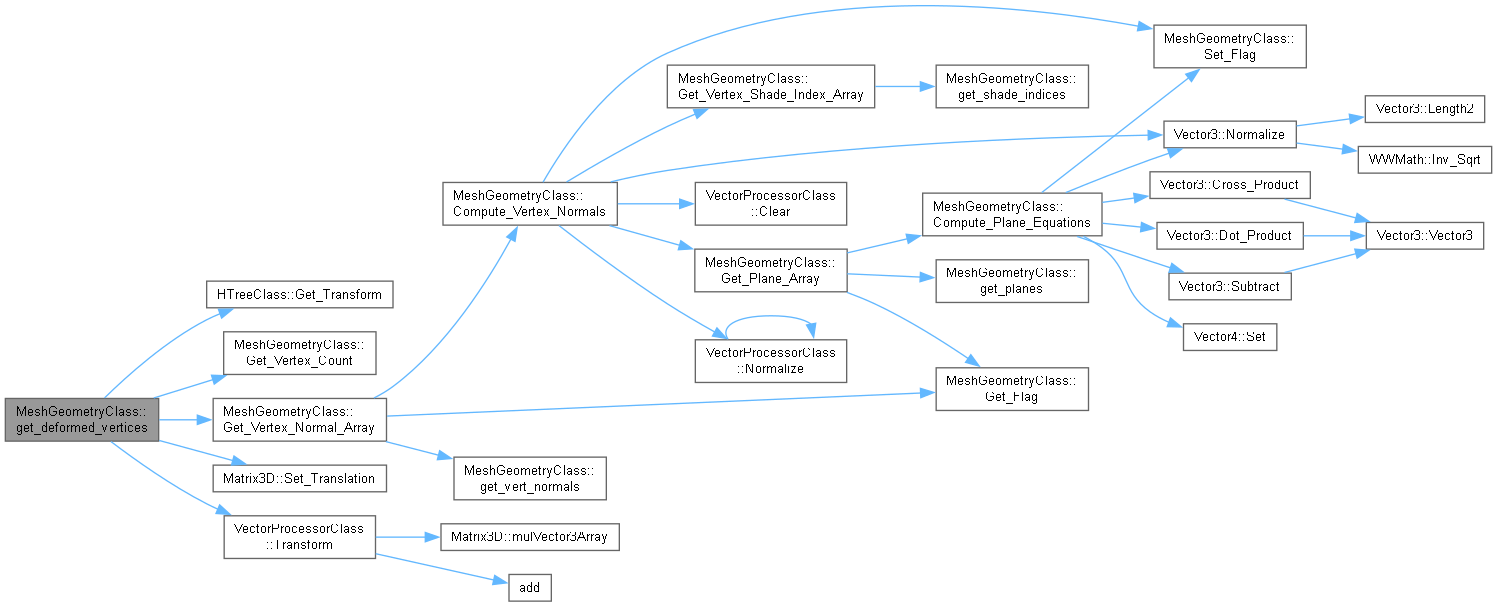 MeshGeometryClass::
get_deformed_vertices
HTreeClass::Get_Transform
MeshGeometryClass::
Get_Vertex_Count
MeshGeometryClass::
Get_Vertex_Normal_Array
Matrix3D::Set_Translation
VectorProcessorClass
::Transform
MeshGeometryClass::
Compute_Vertex_Normals
MeshGeometryClass::
get_vert_normals
Matrix3D::mulVector3Array
add
MeshGeometryClass::
Get_Vertex_Shade_Index_Array
VectorProcessorClass
::Clear
MeshGeometryClass::
Get_Plane_Array
VectorProcessorClass
::Normalize
MeshGeometryClass::
get_shade_indices
MeshGeometryClass::
Compute_Plane_Equations
MeshGeometryClass::
get_planes
MeshGeometryClass::
Get_Flag
MeshGeometryClass::
Set_Flag
Vector3::Normalize
Vector3::Cross_Product
Vector3::Dot_Product
Vector3::Subtract
Vector4::Set
Vector3::Length2
WWMath::Inv_Sqrt
Vector3::Vector3